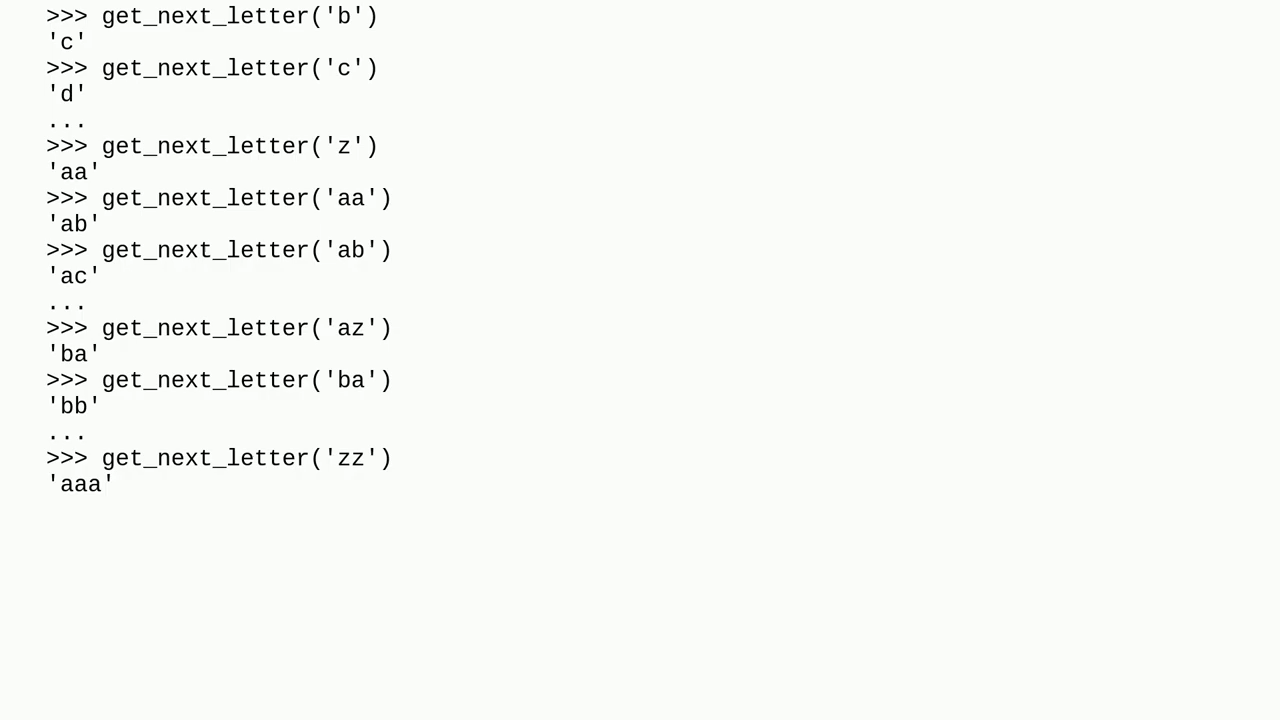 >>> get_next_letter('b')
'c'
>>> get_next_letter('c')
'd'
...
>>> get_next_letter('z')
'aa'
>>> get_next_letter('aa')
'ab'
>>> get_next_letter('ab')
'ac'
...
>>> get_next_letter('az')
'ba'
>>> get_next_letter('ba')
'bb'
...
>>> get_next_letter('zz')
'aaa'